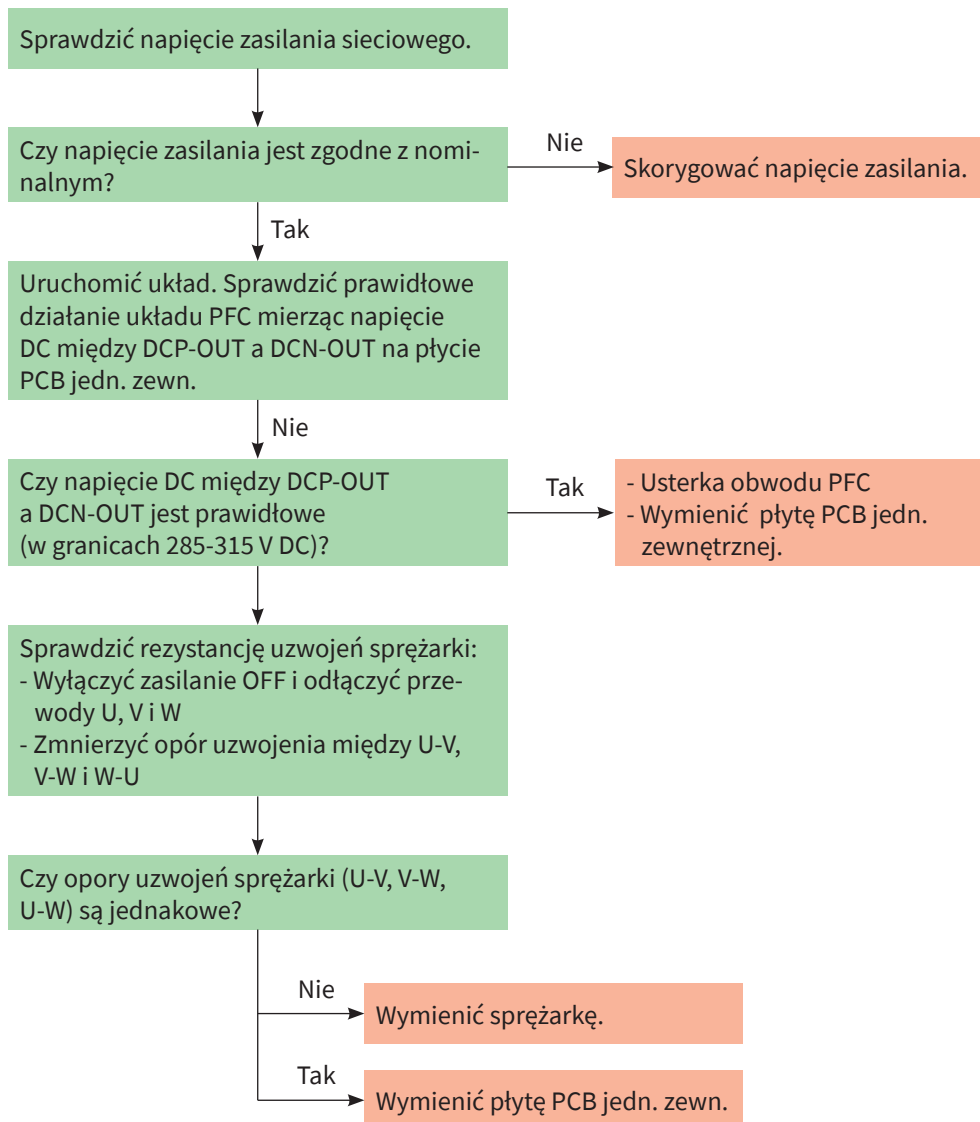 Sprawdzić napięcie zasilania sieciowego.
Czy napięcie zasilania jest zgodne z nomi-
nalnym?
Nie
Skorygować napięcie zasilania.
Tak
Uruchomić układ. Sprawdzić prawidłowe
działanie układu PFC mierząc napięcie
DC między DCP-OUT a DCN-OUT na płycie
PCB jedn. zewn.
Nie
Czy napięcie DC między DCP-OUT
a DCN-OUT jest prawidłowe
(w granicach 285-315 V DC)?
Tak
- Usterka obwodu PFC
- Wymienić płytę PCB jedn.
zewnętrznej.
Sprawdzić rezystancję uzwojeń sprężarki:
- Wyłączyć zasilanie OFF i odłączyć prze-
wody U, V i W
- Zmnierzyć opór uzwojenia między U-V,
V-W i W-U
Czy opory uzwojeń sprężarki (U-V, V-W,
U-W) są jednakowe?
Nie
Wymienić sprężarkę.
Tak
Wymienić płytę PCB jedn. zewn.